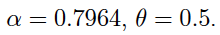 α = 0.7964, θ = 0.5.